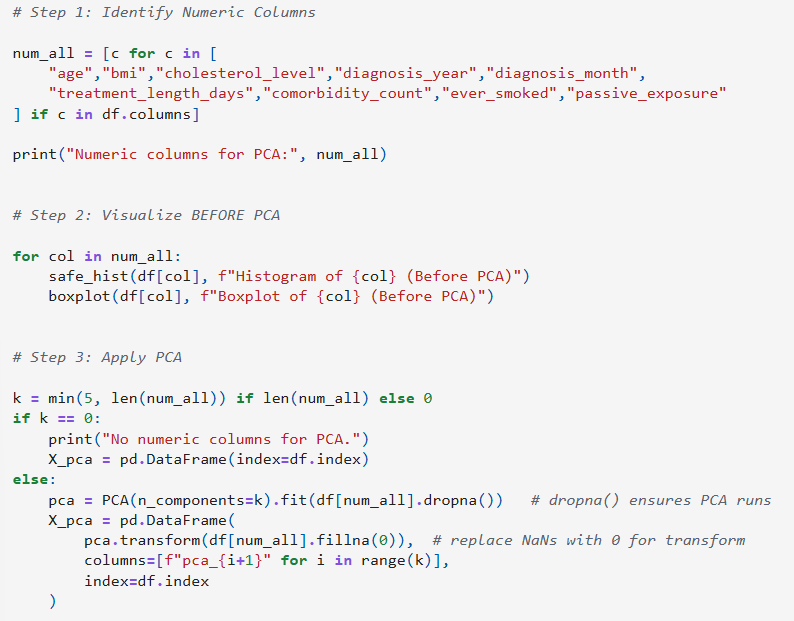 # Step 1: Identify Numeric Columns
num_all = [c for c in [
    "age","bmi","cholesterol_level","diagnosis_year","diagnosis_month",
    "treatment_length_days","comorbidity_count","ever_smoked","passive_exposure"
] if c in df.columns]
print("Numeric columns for PCA:", num_all)
# Step 2: Visualize BEFORE PCA
for col in num_all:
    safe_hist(df[col], f"Histogram of {col} (Before PCA)")
    boxplot(df[col], f"Boxplot of {col} (Before PCA)")
# Step 3: Apply PCA
k = min(5, len(num_all)) if len(num_all) else 0
if k == 0:
    print("No numeric columns for PCA.")
    X_pca = pd.DataFrame(index=df.index)
else:
    pca = PCA(n_components=k).fit(df[num_all].dropna())   # dropna() ensures PCA runs
    X_pca = pd.DataFrame(
        pca.transform(df[num_all].fillna(0)),  # replace NaNs with 0 for transform
        columns=[f"pca_{i+1}" for i in range(k)],
        index=df.index
    )